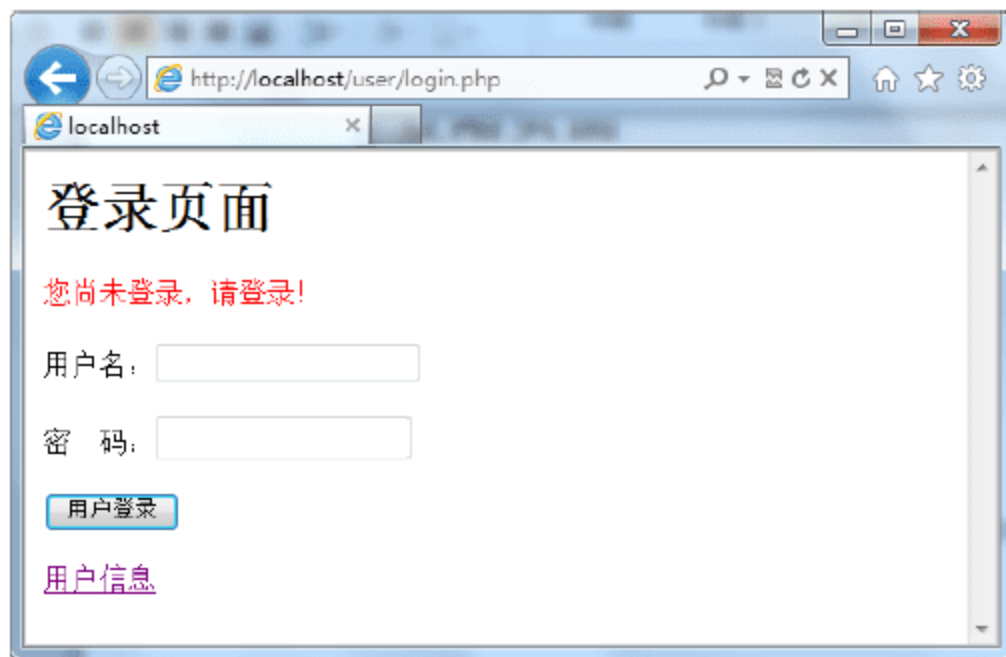 http://localhost/user/login.php
localhost
登录页面
您尚未登录，请登录！
用户名：
密 码：
用户登录
用户信息